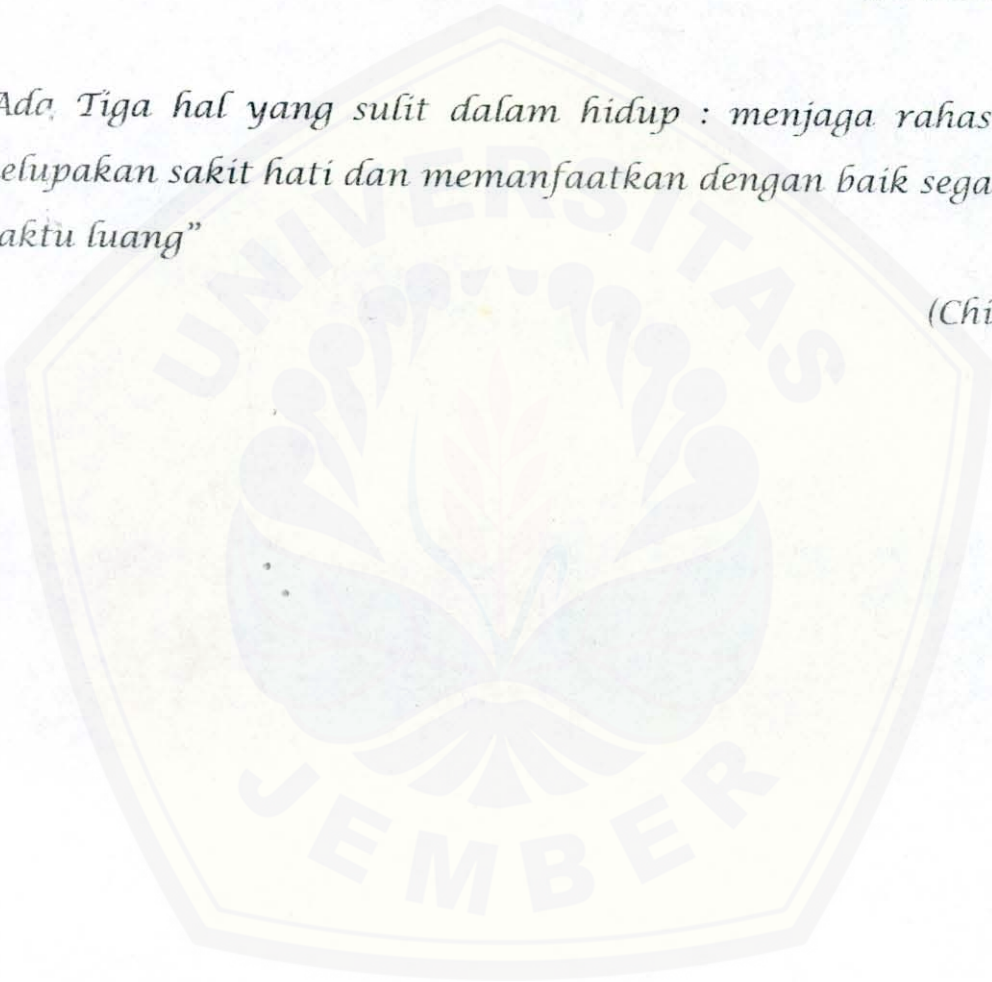 Ada Tiga hal yang sulit dalam hidup : menjaga rahas
elupakan sakit hati dan memanfaatkan dengan baik sega
aktu luang”
(Chi
UNIVERSITAS
JEMBER